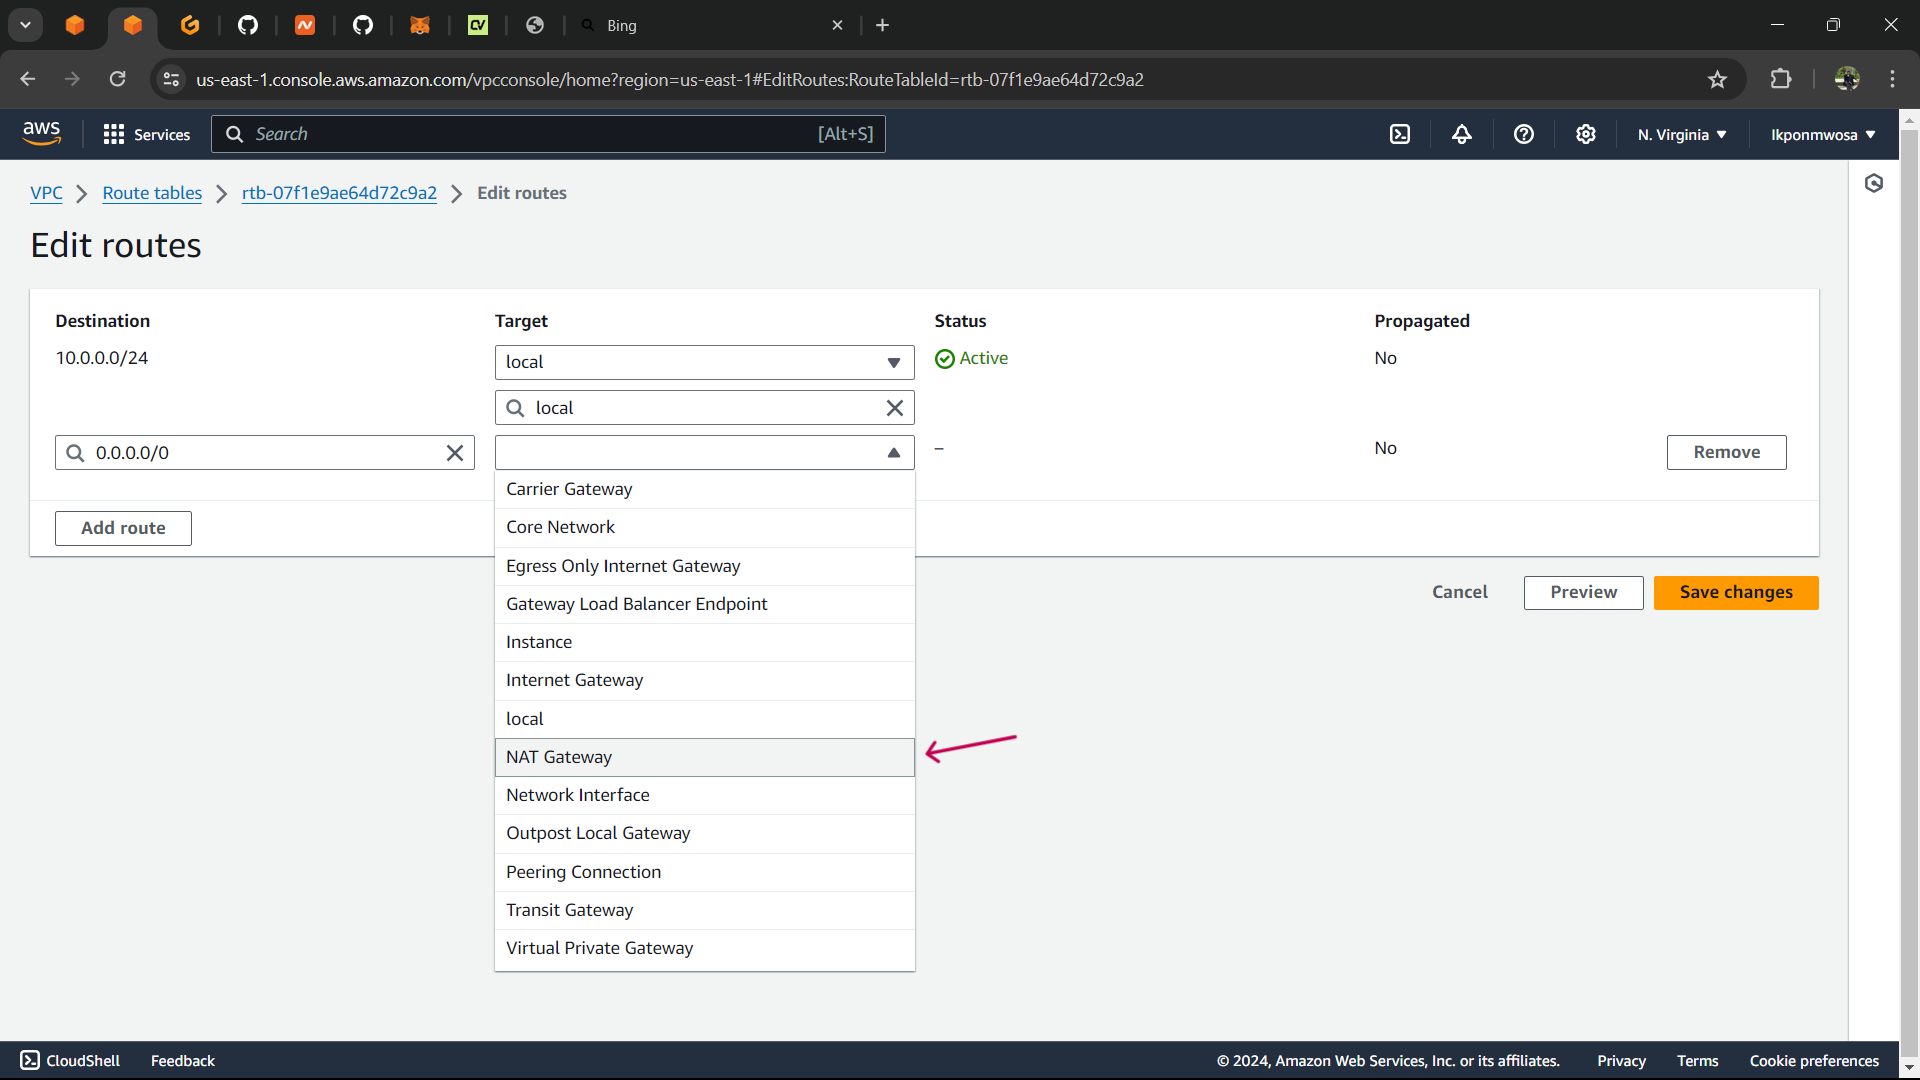 Bing
us-east-1.console.aws.amazon.com/vpcconsole/home?region=us-east-1#EditRoutes:RouteTableId=rtb-07f1e9ae64d72c9a2
aws Services Search [Alt+S] N. Virginia Ikponmwosa
VPC Route tables rtb-07f1e9ae64d72c9a2 Edit routes
Edit routes
Destination Target Status Propagated
10.0.0.0/24 local Active No
local
0.0.0.0/0 – No Remove
Carrier Gateway
Add route
Core Network
Egress Only Internet Gateway
Cancel Preview Save changes
Gateway Load Balancer Endpoint
Instance
Internet Gateway
local
NAT Gateway
Network Interface
Outpost Local Gateway
Peering Connection
Transit Gateway
Virtual Private Gateway
CloudShell Feedback © 2024, Amazon Web Services, Inc. or its affiliates. Privacy Terms Cookie preferences